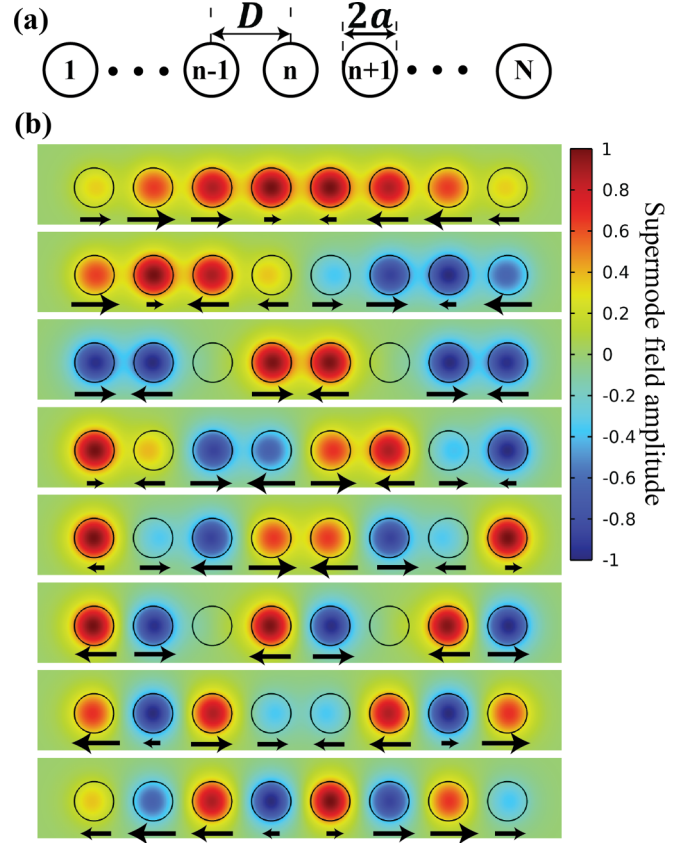 (a) D 2a
1 • • • n-1 n n+1 • • • N
(b)
1
0.8
0.6
0.4
0.2
0
-0.2
-0.4
-0.6
-0.8
-1
Supermode field amplitude